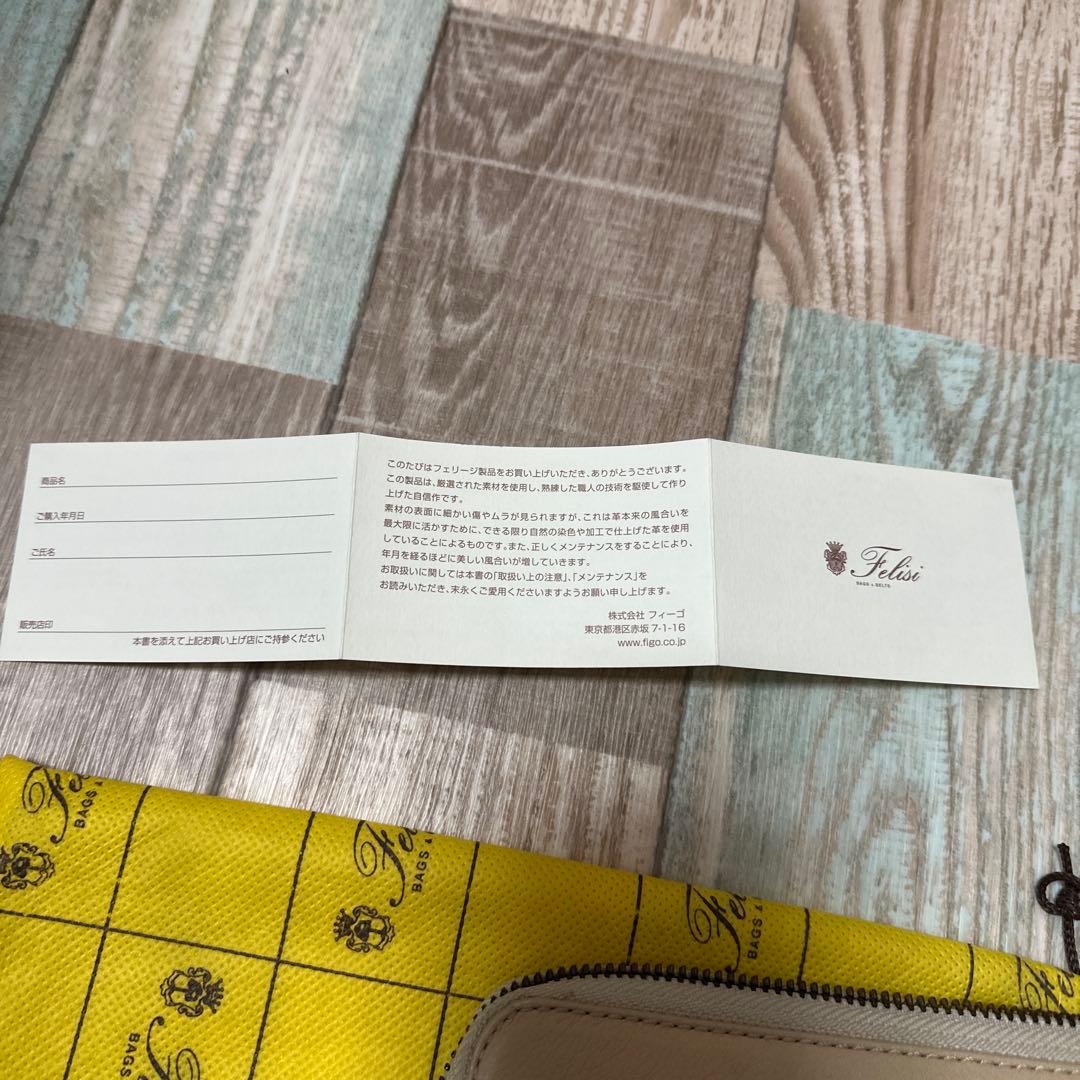 商品名
ご購入年月日
ご氏名
販売店印
本書を添えて上記お買い上げ店にご持参ください
このたびはフェリージ製品をお買い上げいただき、ありがとうございます。
この製品は、厳選された素材を使用し、熟練した職人の技術を駆使して作り
上げた自信作です。
素材の表面に細かい傷やムラが見られますが、これは革本来の風合いを
最大限に活かすために、できる限り自然の染色や加工で仕上げた革を使用
していることによるものです。また、正しくメンテナンスをすることにより、
年月を経るほどに美しい風合いが増していきます。
お取扱いに関しては本書の「取扱い上の注意」、「メンテナンス」を
お読みいただき、末永くご愛用くださいますようお願い申し上げます。
株式会社 フィーゴ
東京都港区赤坂 7-1-16
www.figo.co.jp
Felisi
BAGS & BELTS
Fe
BAGS &
Fel
BAGS &
Fel
BAGS &
Fe
BAGS
F